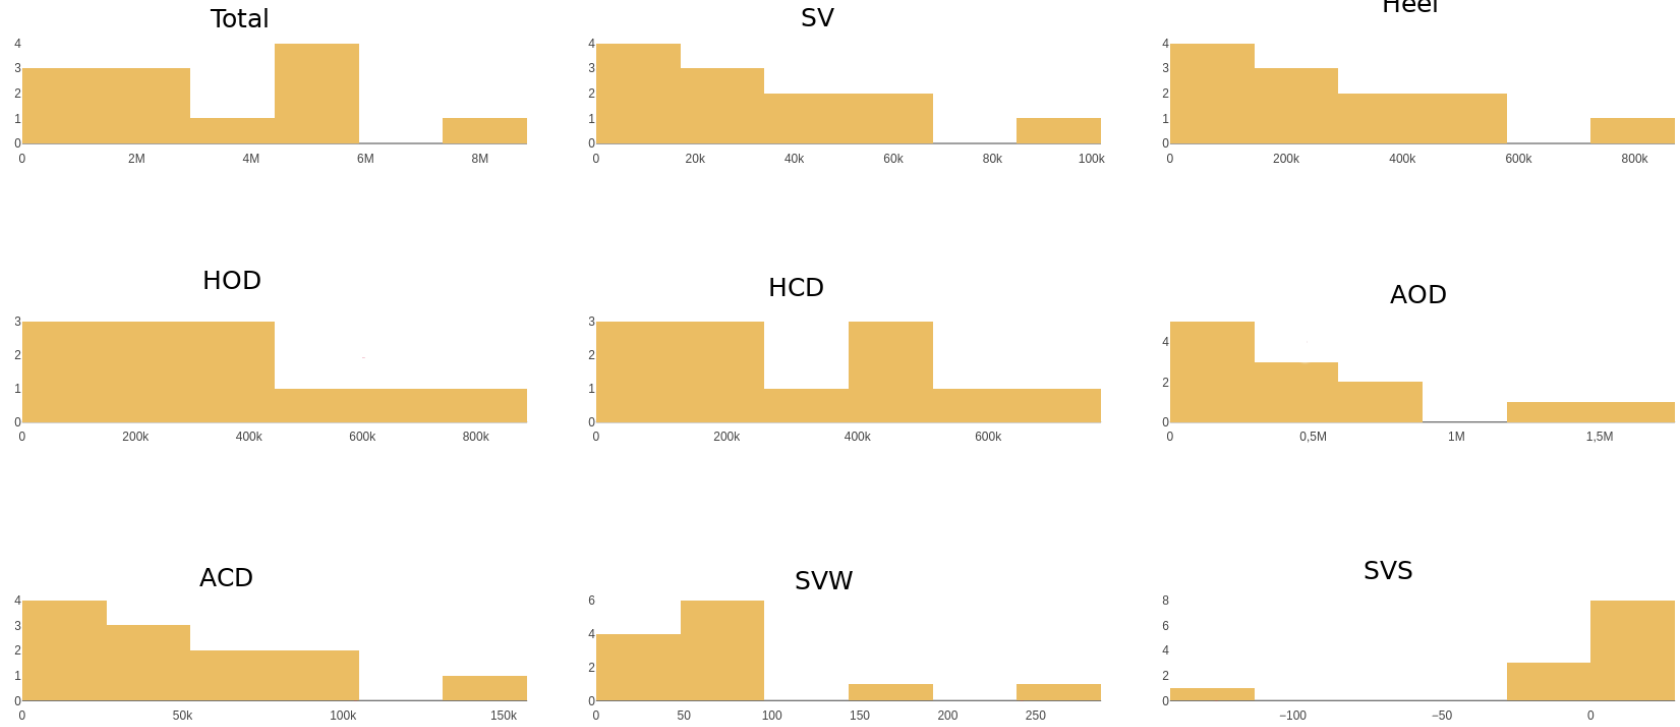 Total
SV
Heel
4
3
2
1
0
0 2M 4M 6M 8M
4
3
2
1
0
0 20k 40k 60k 80k 100k
4
3
2
1
0
0 200k 400k 600k 800k
HOD
HCD
AOD
3
2
1
0
0 200k 400k 600k 800k
3
2
1
0
0 200k 400k 600k
4
2
0
0 0,5M 1M 1,5M
ACD
SVW
SVS
4
3
2
1
0
0 50k 100k 150k
6
4
2
0
0 50 100 150 200 250
8
6
4
2
0
−100 −50 0